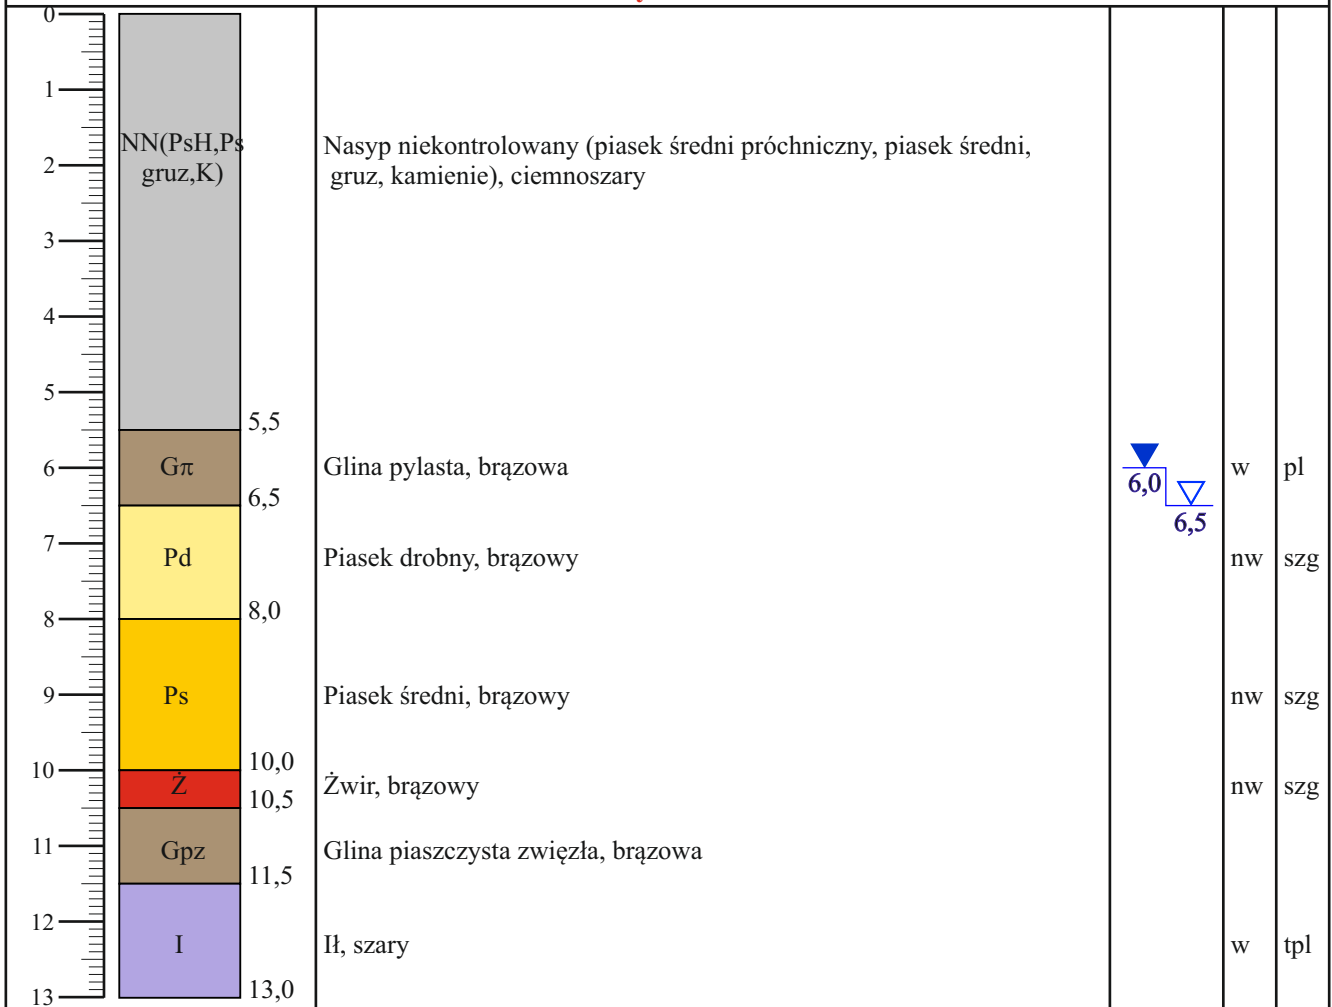 0
1
NN(PsH,Ps
gruz,K)
Nasyp niekontrolowany (piasek średni próchniczny, piasek średni,
gruz, kamienie), ciemnoszary
2
3
4
5
5,5
6
Gπ
Glina pylasta, brązowa
6,0
w
pl
6,5
6,5
7
Pd
Piasek drobny, brązowy
nw
szg
8,0
8
9
Ps
Piasek średni, brązowy
nw
szg
10,0
10
Ż
Żwir, brązowy
nw
szg
10,5
11
Gpz
Glina piaszczysta zwięzła, brązowa
11,5
12
I
Ił, szary
w
tpl
13,0
13